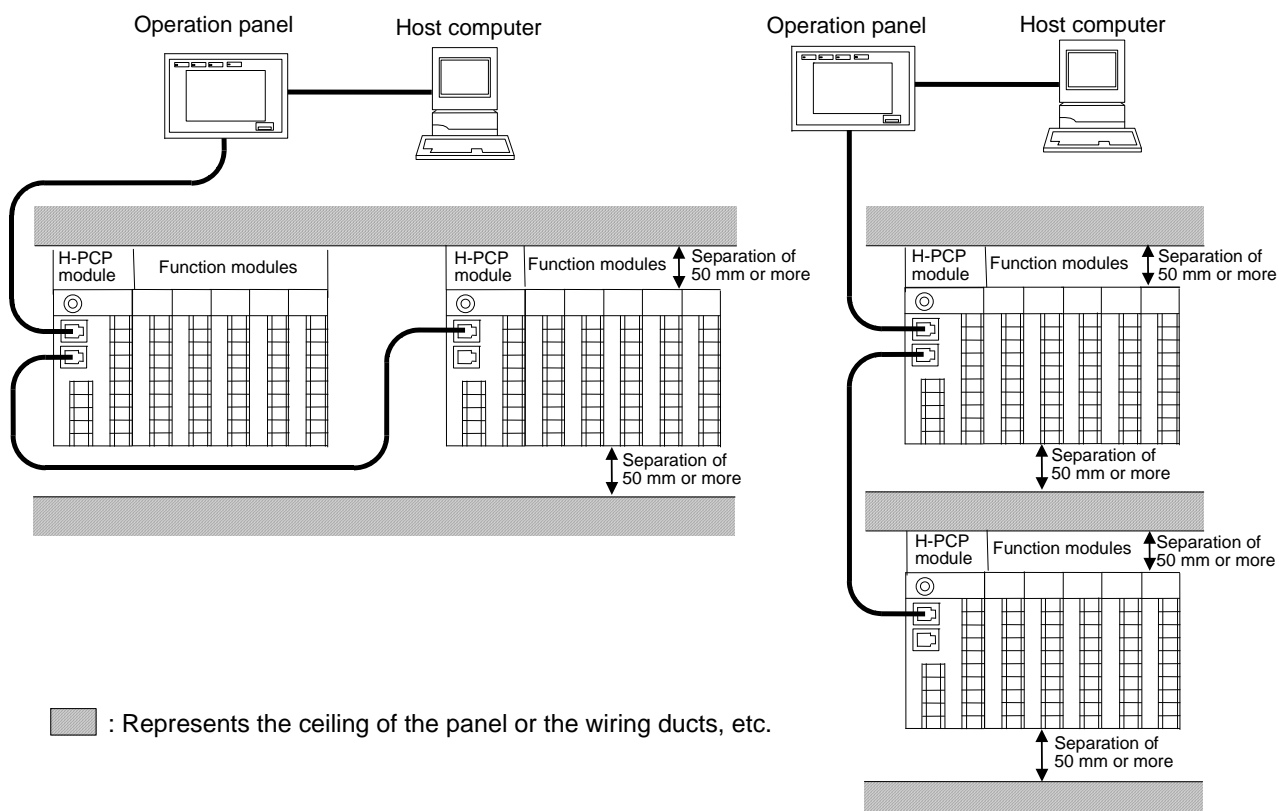 Operation panel
Host computer
H-PCP
module
Function modules
H-PCP
module
Function modules
Separation of
50 mm or more
Separation of
50 mm or more
Operation panel
Host computer
H-PCP
module
Function modules
Separation of
50 mm or more
Separation of
50 mm or more
H-PCP
module
Function modules
Separation of
50 mm or more
Separation of
50 mm or more
: Represents the ceiling of the panel or the wiring ducts, etc.